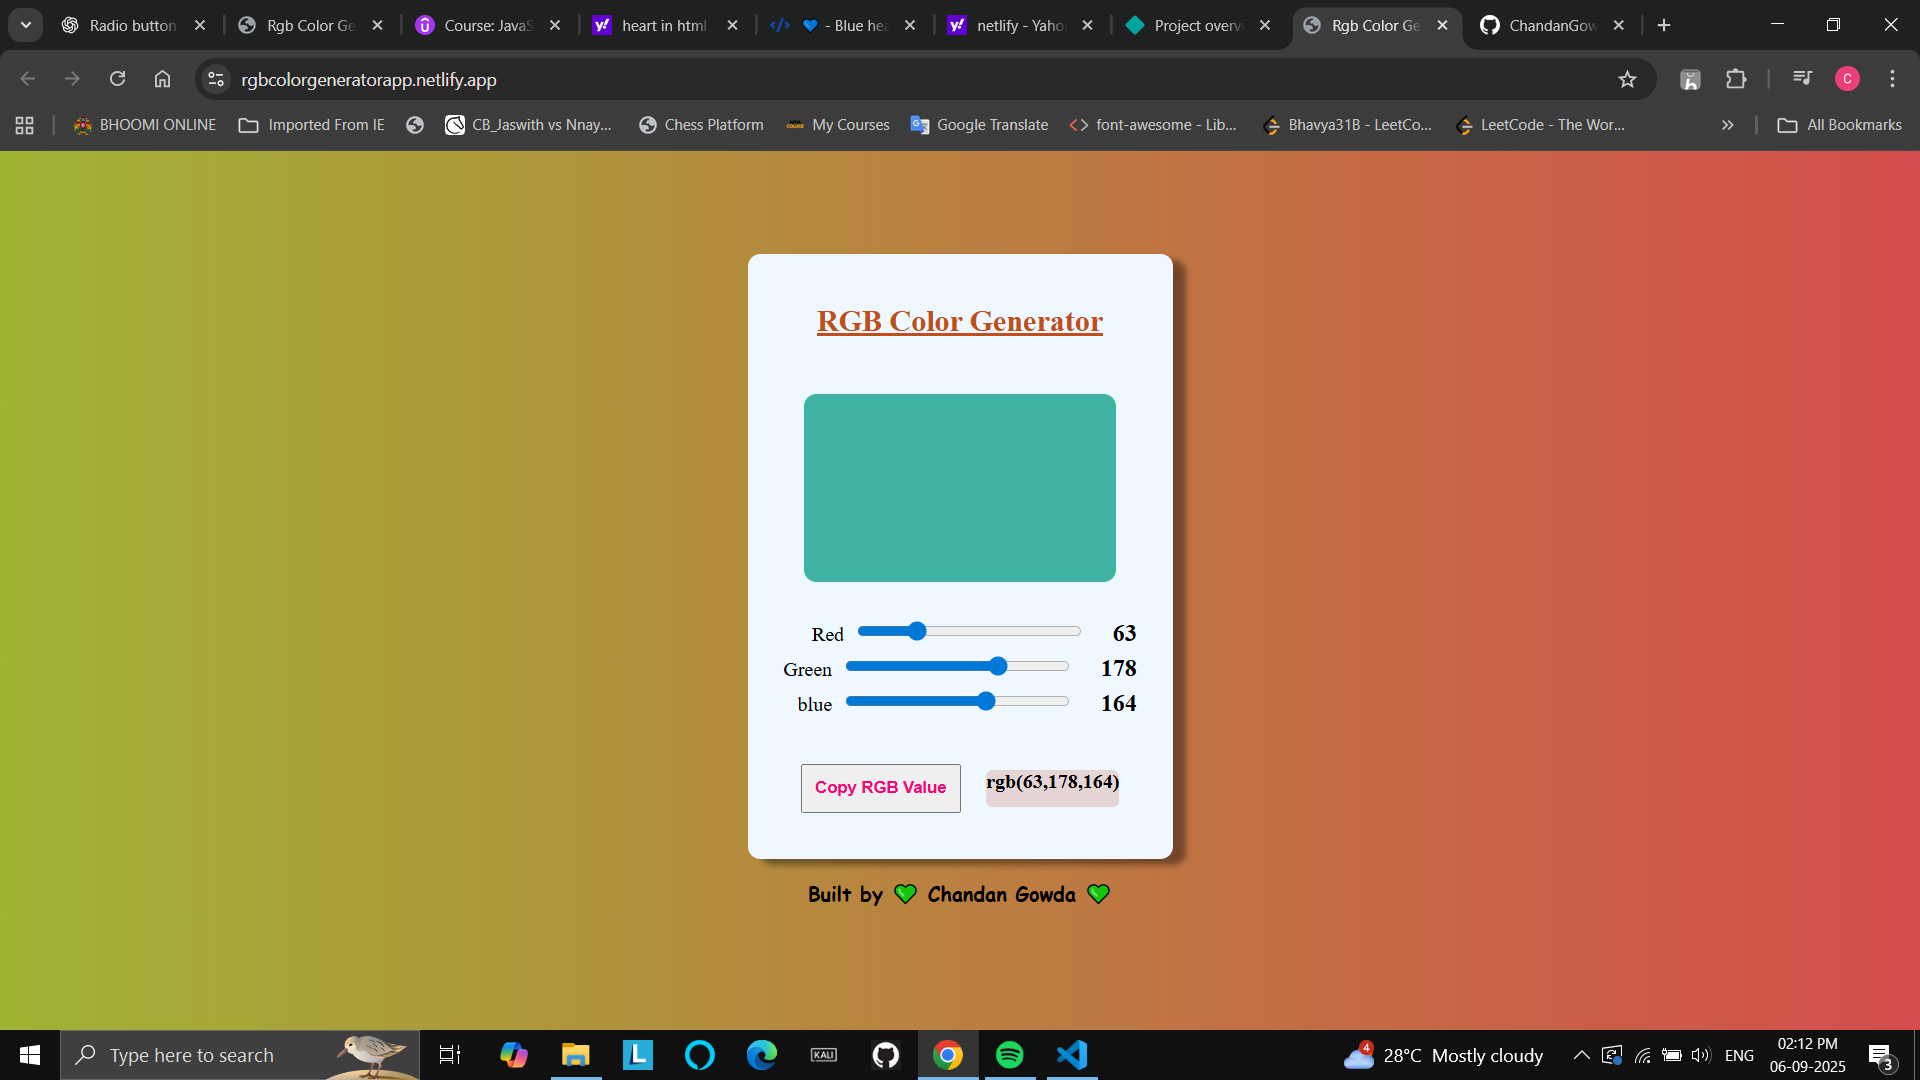 Radio button
Rgb Color Ge
Course: JavaS
heart in html
</> 💙 - Blue hea
netlify - Yaho
Project overv
Rgb Color Ge
ChandanGow
rgbcolorgeneratorapp.netlify.app
C
BHOOMI ONLINE
Imported From IE
CB_Jaswith vs Nnay...
Chess Platform
My Courses
Google Translate
font-awesome - Lib...
Bhavya31B - LeetCo...
LeetCode - The Wor...
All Bookmarks
RGB Color Generator
Red 63
Green 178
blue 164
Copy RGB Value
rgb(63,178,164)
Built by 💚 Chandan Gowda 💚
Type here to search
L
KALI
4
28°C Mostly cloudy
ENG
02:12 PM
06-09-2025
3